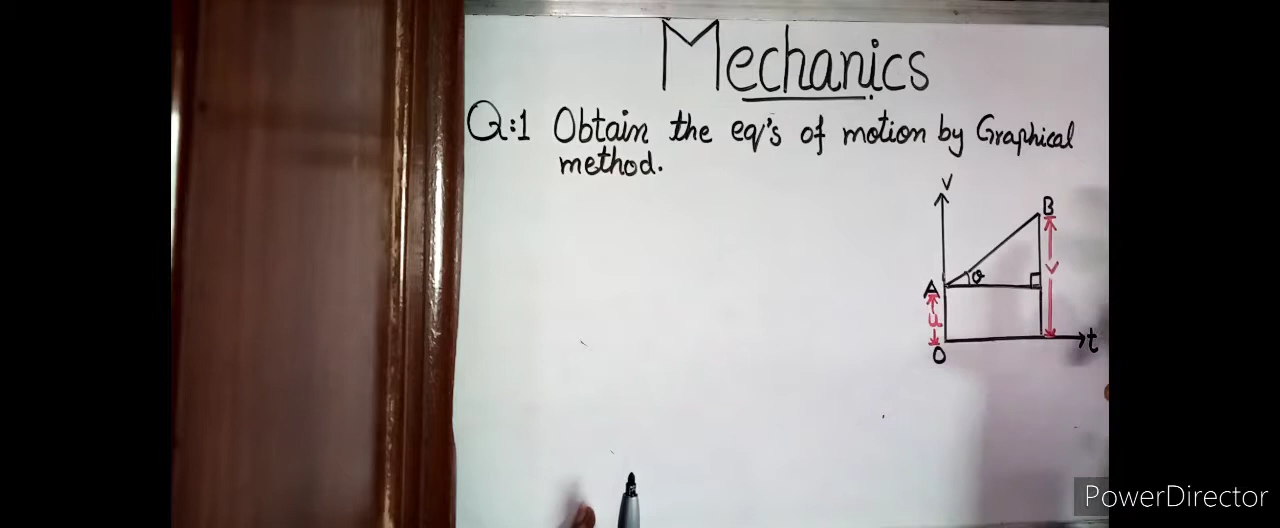 Mechanics
Q:1 Obtain the eq's of motion by Graphical
method.
V
B
θ
V
A
u
t
O
PowerDirector